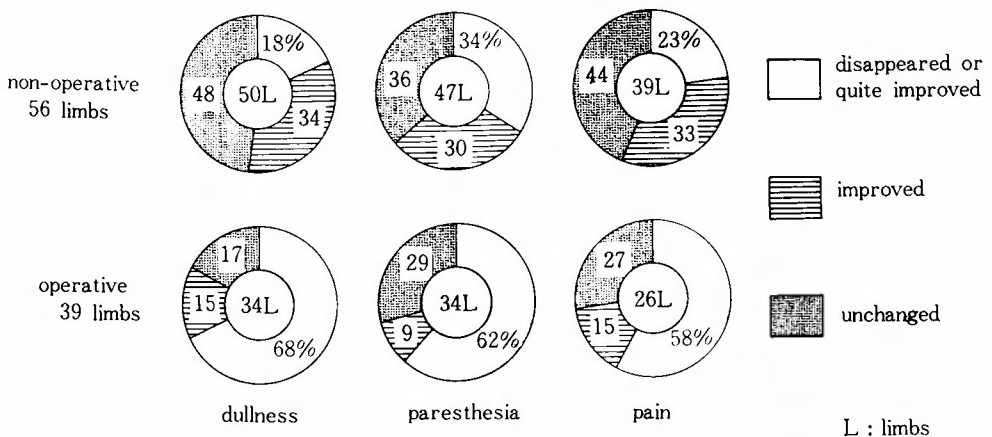 18%
34%
23%
non-operative
56 limbs
48
50L
34
36
47L
30
44
39L
33
disappeared or
quite improved
improved
operative
39 limbs
17
15
34L
68%
29
9
34L
62%
27
15
26L
58%
unchanged
dullness
paresthesia
pain
L : limbs